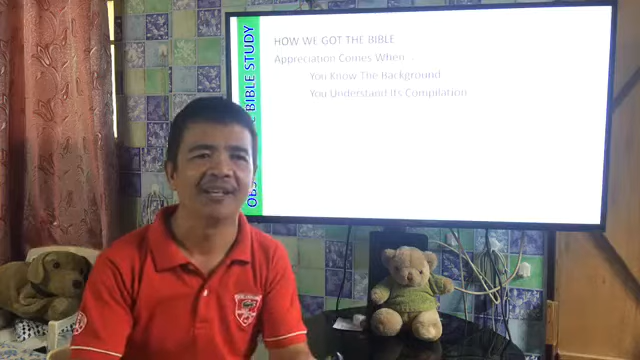 HOW WE GOT THE BIBLE
Appreciation Comes When . .
You Know The Background
You Understand Its Compilation
BIBLE STUDY